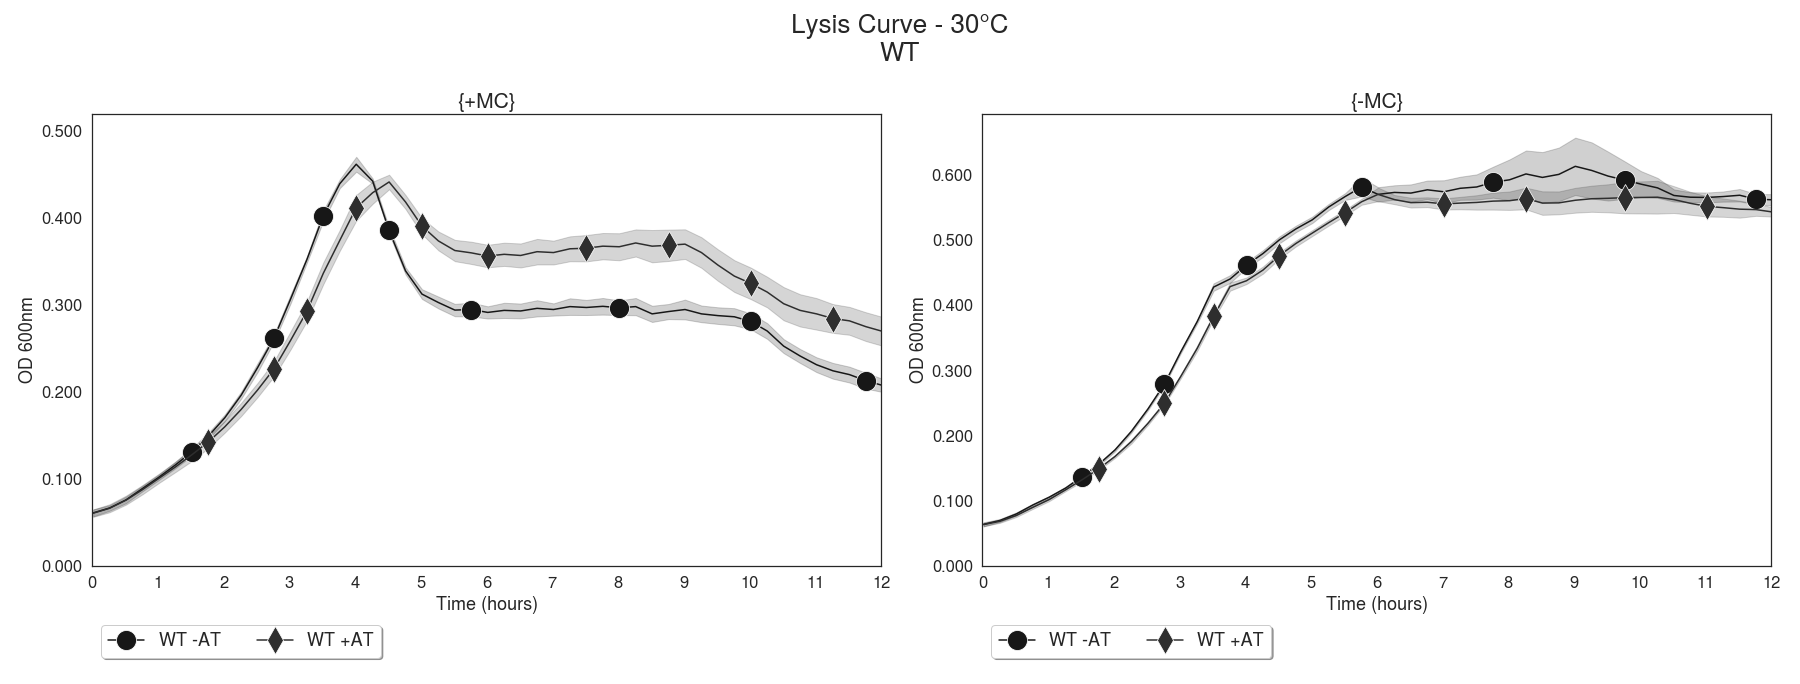 Lysis Curve - 30°C
WT
{+MC}
{-MC}
0.500
0.400
0.300
0.200
0.100
0.000
OD 600nm
0 1 2 3 4 5 6 7 8 9 10 11 12
Time (hours)
WT -AT WT +AT
0.600
0.500
0.400
0.300
0.200
0.100
0.000
OD 600nm
0 1 2 3 4 5 6 7 8 9 10 11 12
Time (hours)
WT -AT WT +AT